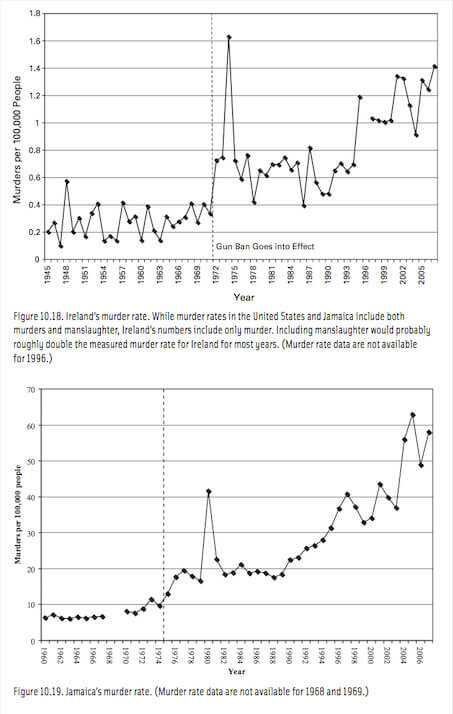 1.8
1.6
1.4
1.2
1
0.8
0.6
0.4
0.2
0
Murders per 100,000 People
Gun Ban Goes into Effect
1945 1948 1951 1954 1957 1960 1963 1966 1969 1972 1975 1978 1981 1984 1987 1990 1993 1996 1999 2002 2005
Year
Figure 10.18. Ireland's murder rate. While murder rates in the United States and Jamaica include both
murders and manslaughter, Ireland's numbers include only murder. Including manslaughter would probably
roughly double the measured murder rate for Ireland for most years. (Murder rate data are not available
for 1996.)
70
60
50
40
30
20
10
0
Murders per 100,000 people
1960 1962 1964 1966 1968 1970 1972 1974 1976 1978 1980 1982 1984 1986 1988 1990 1992 1994 1996 1998 2000 2002 2004 2006
Year
Figure 10.19. Jamaica's murder rate. (Murder rate data are not available for 1968 and 1969.)